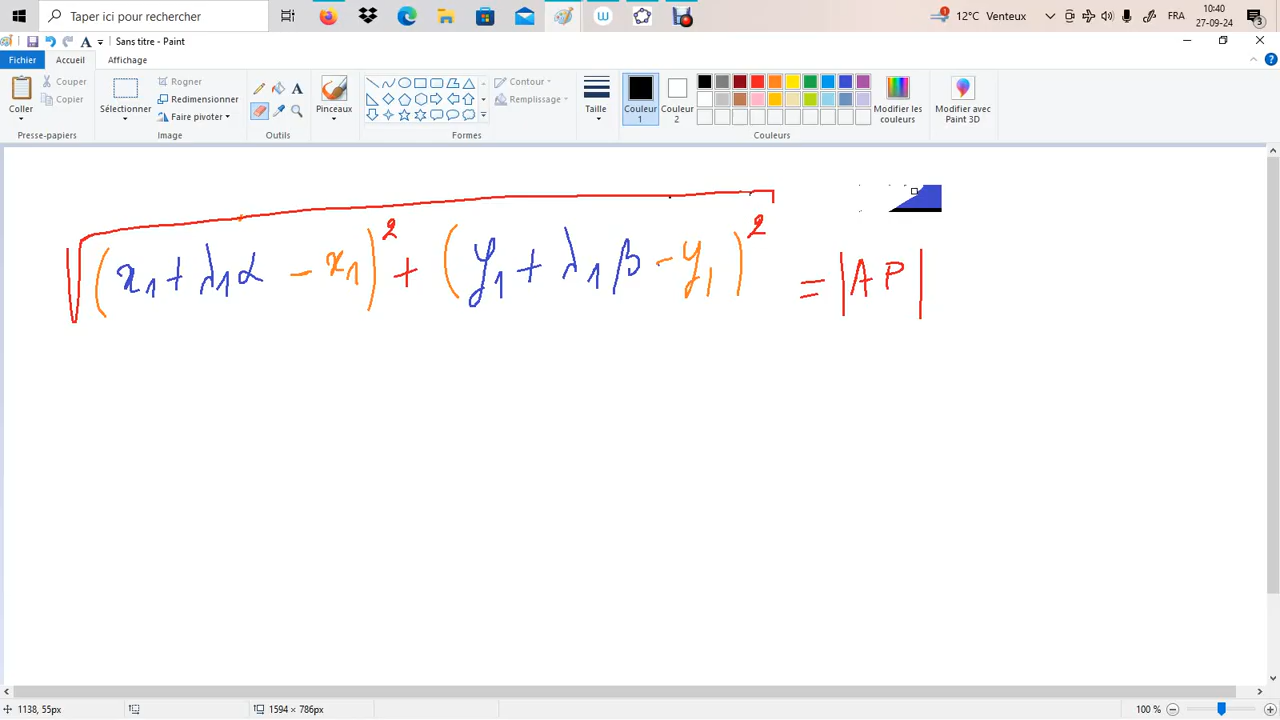 Taper ici pour rechercher
12°C Venteux
FRA
10:40
27-09-24
3
Sans titre - Paint
Fichier
Accueil
Affichage
Coller
Couper
Copier
Presse-papiers
Sélectionner
Rogner
Redimensionner
Faire pivoter
Image
A
Outils
Pinceaux
Contour
Remplissage
Formes
Taille
Couleur 1
Couleur 2
Modifier les couleurs
Couleurs
Modifier avec Paint 3D
√((x₁ + λ₁α - x₁)² + (y₁ + λ₁β - y₁)²) = |AP|
1138, 55px
1594 × 786px
100 %